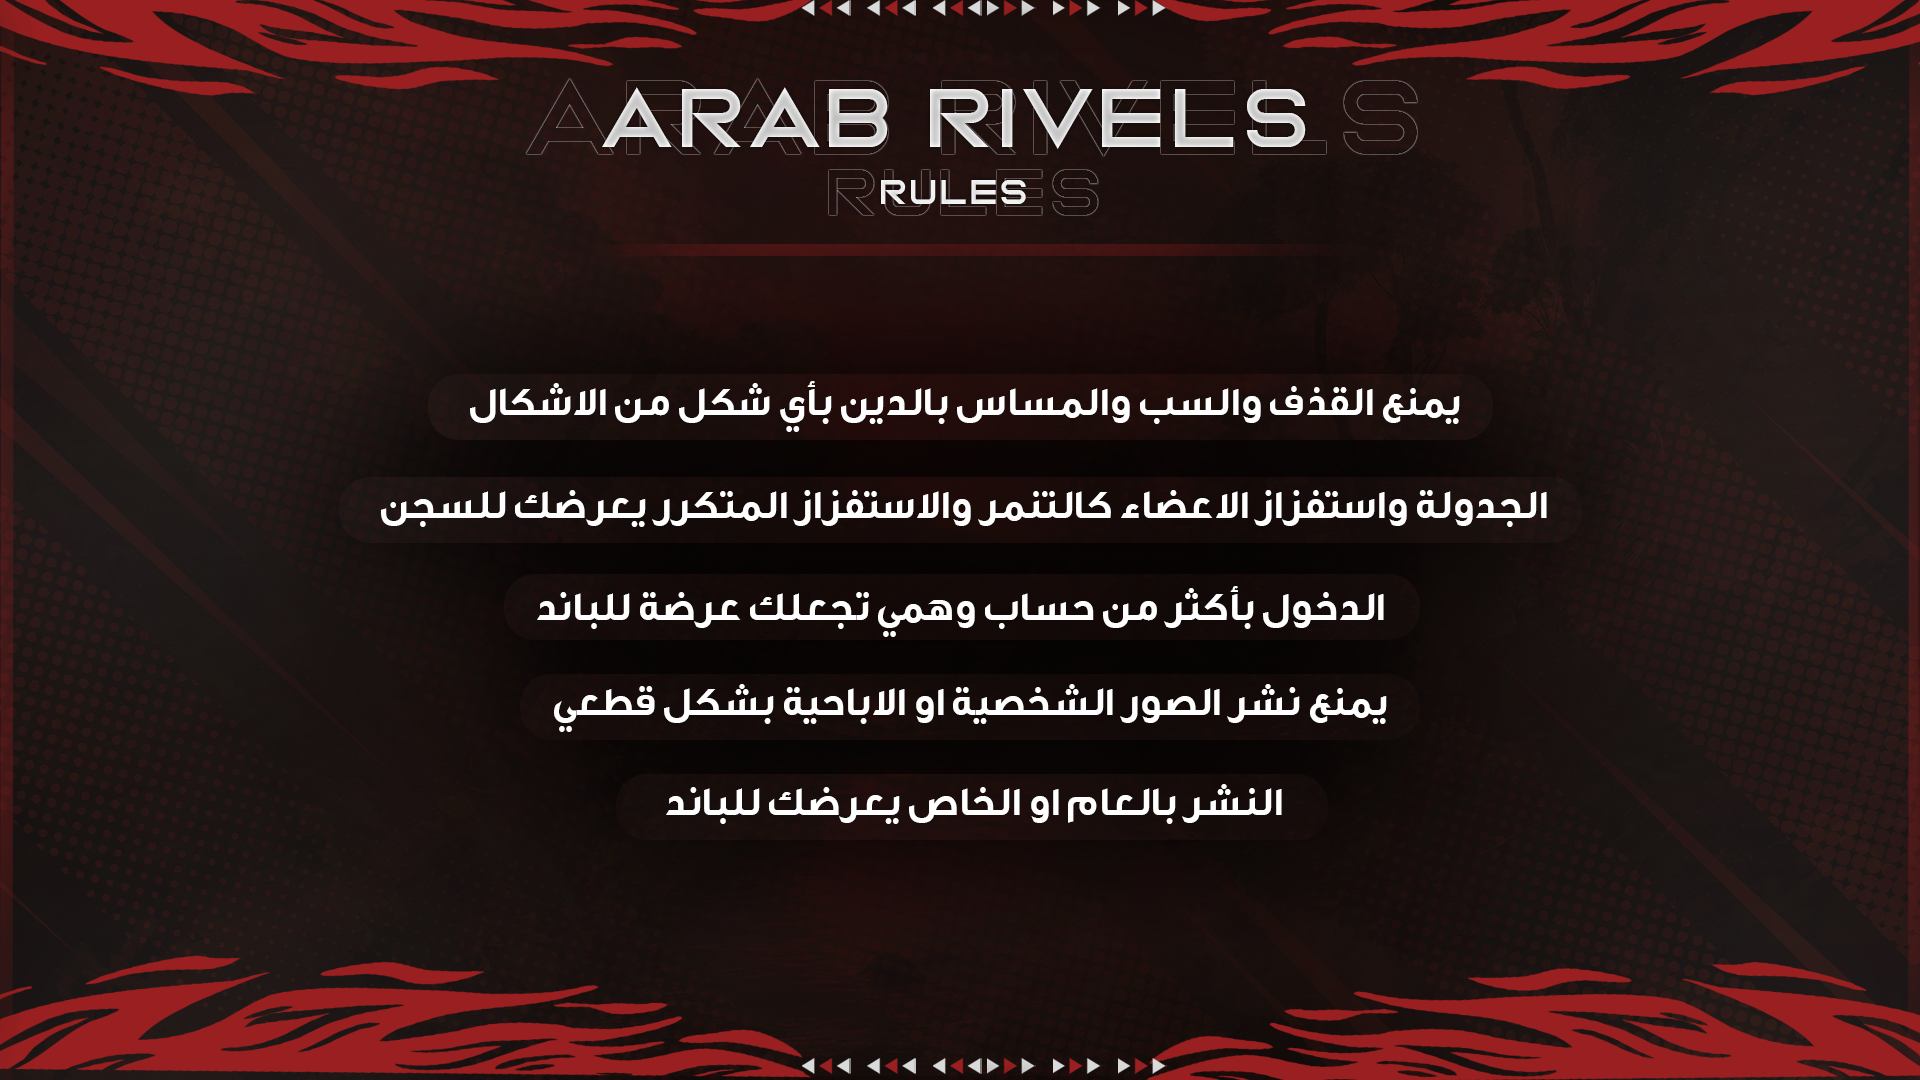 ARAB RIVELS
RULES
يمنع القذف والسب والمساس بالدين بأي شكل من الاشكال
الجدولة واستفزاز الاعضاء كالتنمر والاستفزاز المتكرر يعرضك للسجن
الدخول بأكثر من حساب وهمي تجعلك عرضة للباند
يمنع نشر الصور الشخصية او الاباحية بشكل قطعي
النشر بالعام او الخاص يعرضك للباند